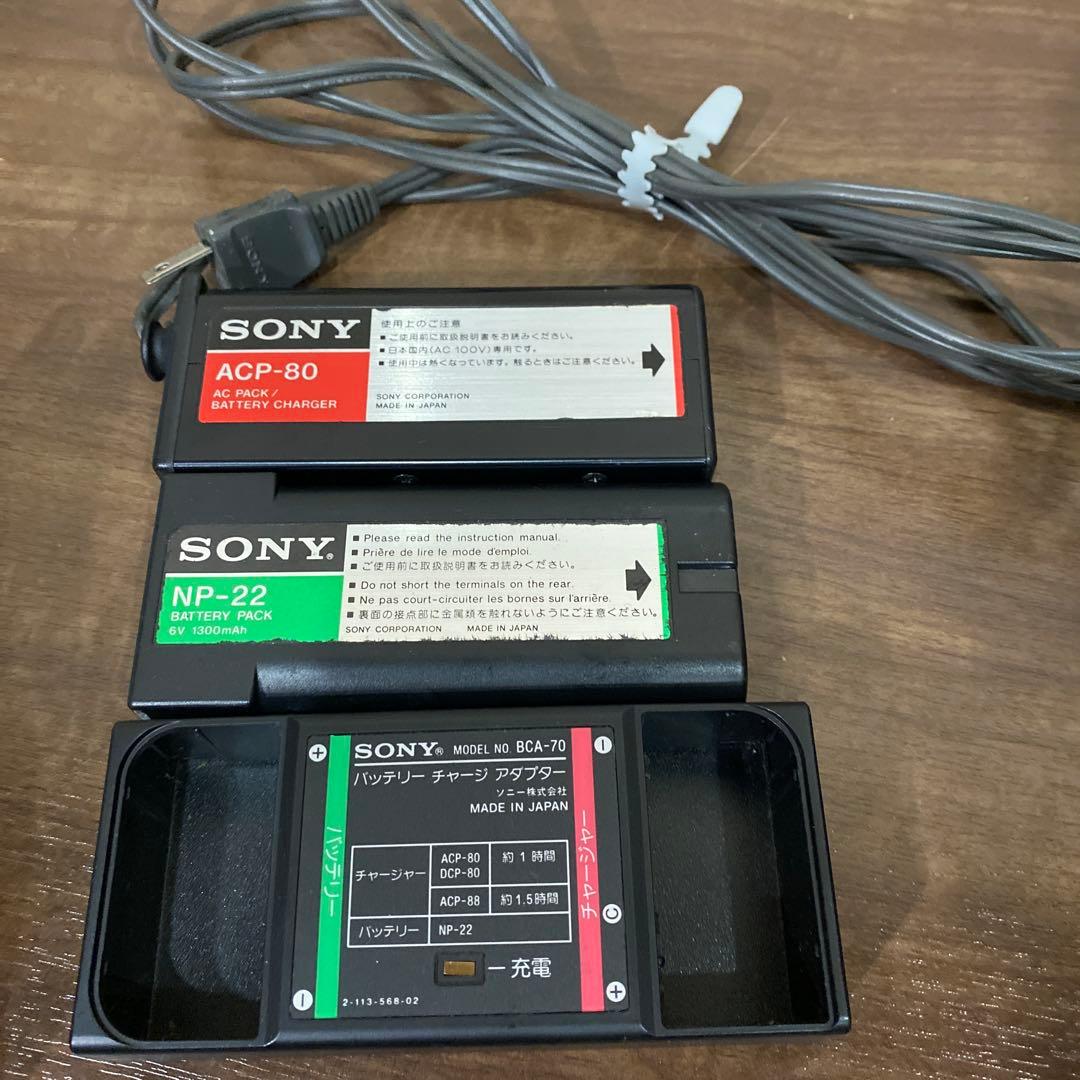 SONY
SONY
ACP-80
AC PACK/
BATTERY CHARGER
使用上のご注意
■ ご使用前に取扱説明書をお読みください。
■ 日本国内(AC 100V)専用です。
■ 使用中は熱くなっています。触るときはご注意ください。
SONY CORPORATION
MADE IN JAPAN
SONY®
NP-22
BATTERY PACK
6V 1300mAh
■ Please read the instruction manual.
■ Prière de lire le mode d'emploi.
■ ご使用前に取扱説明書をお読みください。
■ Do not short the terminals on the rear.
■ Ne pas court-circuiter les bornes sur l'arrière.
■ 裏面の接点部に金属類を触れないようにご注意ください。
SONY CORPORATION MADE IN JAPAN
SONY® MODEL NO. BCA-70
バッテリー チャージ アダプター
ソニー株式会社
MADE IN JAPAN
バッテリー
チャージャー ACP-80 DCP-80 約 1 時間
ACP-88 約 1.5時間
バッテリー NP-22
ー充電
2-113-568-02
チャージャー
C